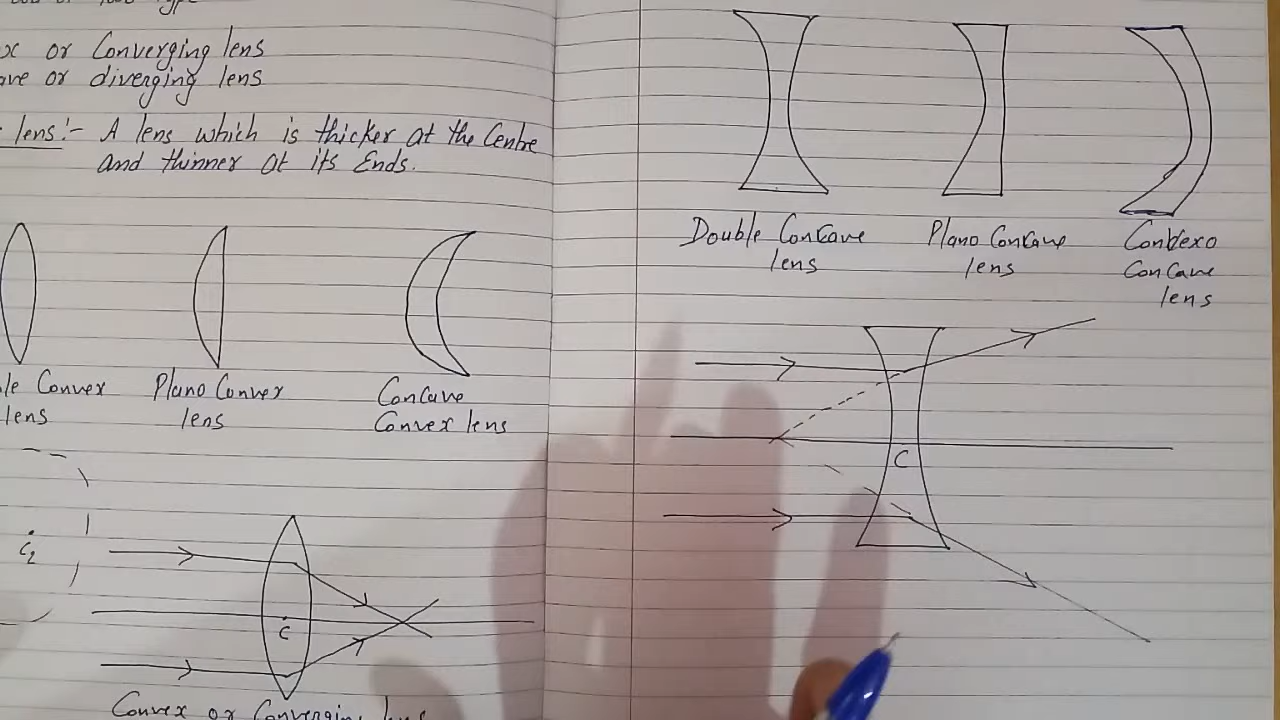 x or Converging lens
ave or diverging lens
lens:- A lens which is thicker at the Centre
and thinner at its Ends.
le Convex
lens
Plano Convex
lens
Concave
Convex lens
C2
C
Convex or Converging lens
Double Concave
lens
Plano Concave
lens
Convexo
Concave
lens
C